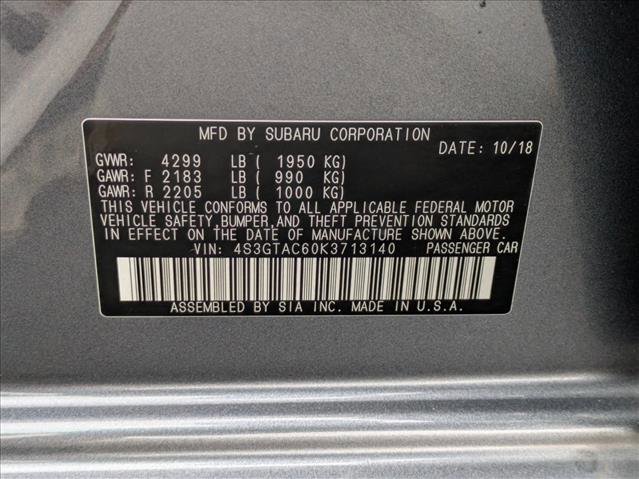 MFD BY SUBARU CORPORATION
DATE: 10/18
GVWR: 4299 LB ( 1950 KG)
GAWR: F 2183 LB ( 990 KG)
GAWR: R 2205 LB ( 1000 KG)
THIS VEHICLE CONFORMS TO ALL APPLICABLE FEDERAL MOTOR
VEHICLE SAFETY, BUMPER, AND THEFT PREVENTION STANDARDS
IN EFFECT ON THE DATE OF MANUFACTURE SHOWN ABOVE.
VIN: 4S3GTAC60K3713140 PASSENGER CAR
ASSEMBLED BY SIA INC. MADE IN U.S.A.